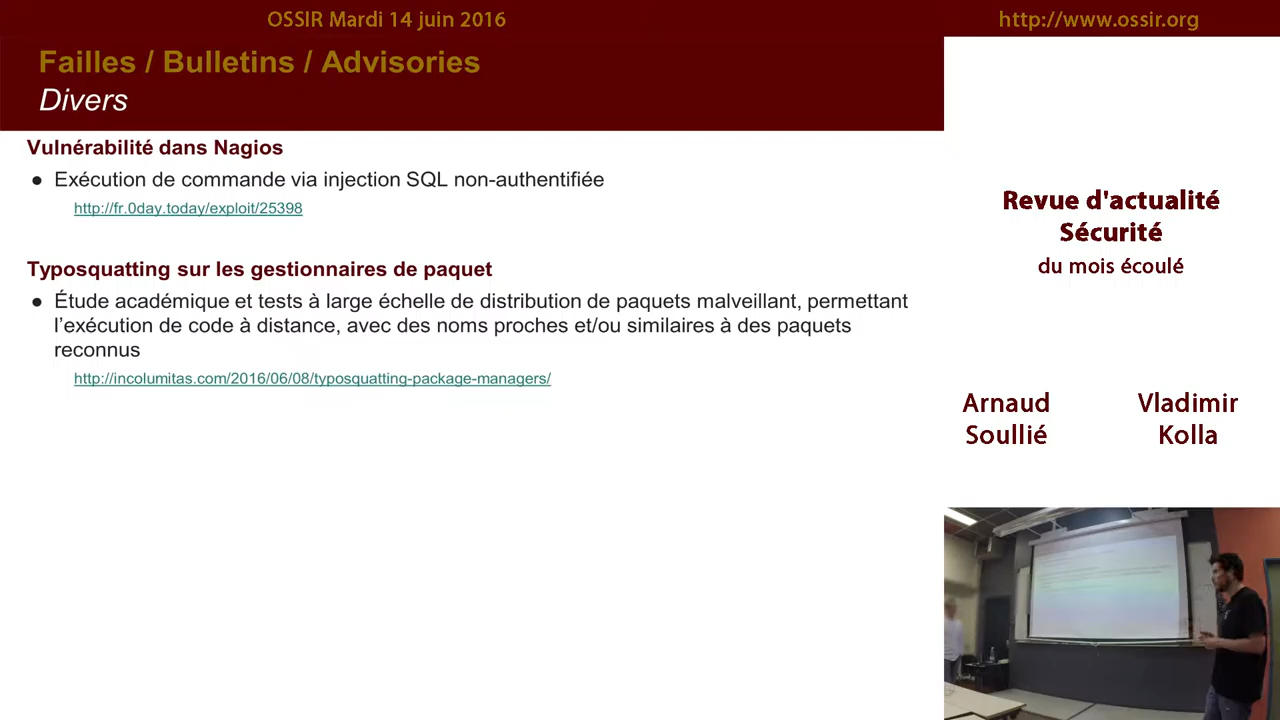 OSSIR Mardi 14 juin 2016
http://www.ossir.org
Failles / Bulletins / Advisories
Divers
Vulnérabilité dans Nagios
● Exécution de commande via injection SQL non-authentifiée
http://fr.0day.today/exploit/25398
Typosquatting sur les gestionnaires de paquet
● Étude académique et tests à large échelle de distribution de paquets malveillant, permettant
l’exécution de code à distance, avec des noms proches et/ou similaires à des paquets
reconnus
http://incolumitas.com/2016/06/08/typosquatting-package-managers/
Revue d'actualité
Sécurité
du mois écoulé
Arnaud
Soullié
Vladimir
Kolla